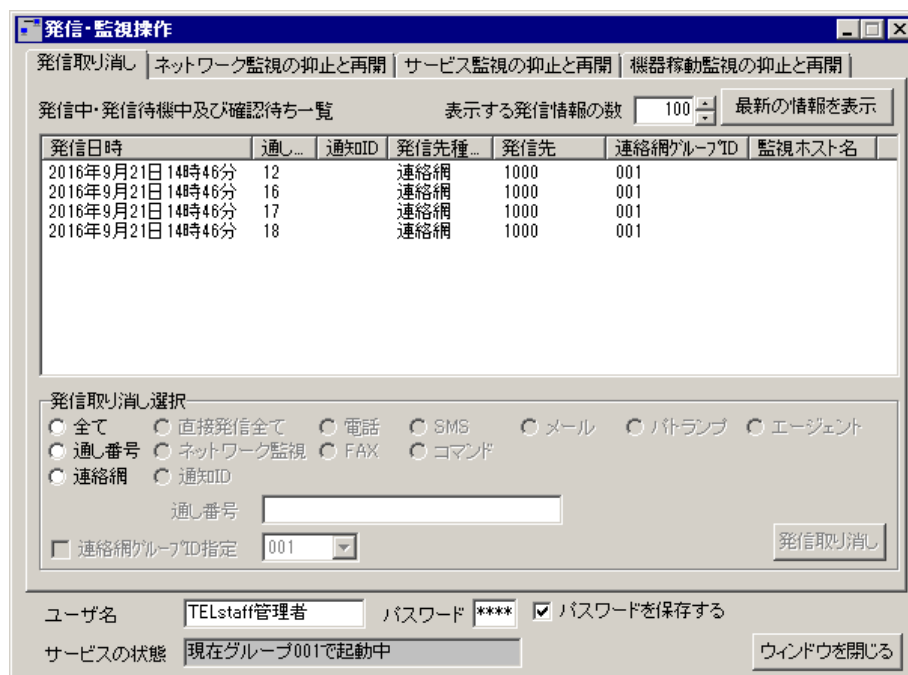 発信・監視操作
発信取り消し ネットワーク監視の抑止と再開 サービス監視の抑止と再開 機器稼動監視の抑止と再開
発信中・発信待機中及び確認待ち一覧 表示する発信情報の数 100 最新の情報を表示
発信日時 通し... 通知ID 発信先種... 発信先 連絡網グループID 監視ホスト名
2016年9月21日 14時46分 12 連絡網 1000 001
2016年9月21日 14時46分 16 連絡網 1000 001
2016年9月21日 14時46分 17 連絡網 1000 001
2016年9月21日 14時46分 18 連絡網 1000 001
発信取り消し選択
全て 直接発信全て 電話 SMS メール パトランプ エージェント
通し番号 ネットワーク監視 FAX コマンド
連絡網 通知ID
通し番号
連絡網グループID指定 001 発信取り消し
ユーザ名 TELstaff管理者 パスワード **** パスワードを保存する
サービスの状態 現在グループ001で起動中 ウィンドウを閉じる